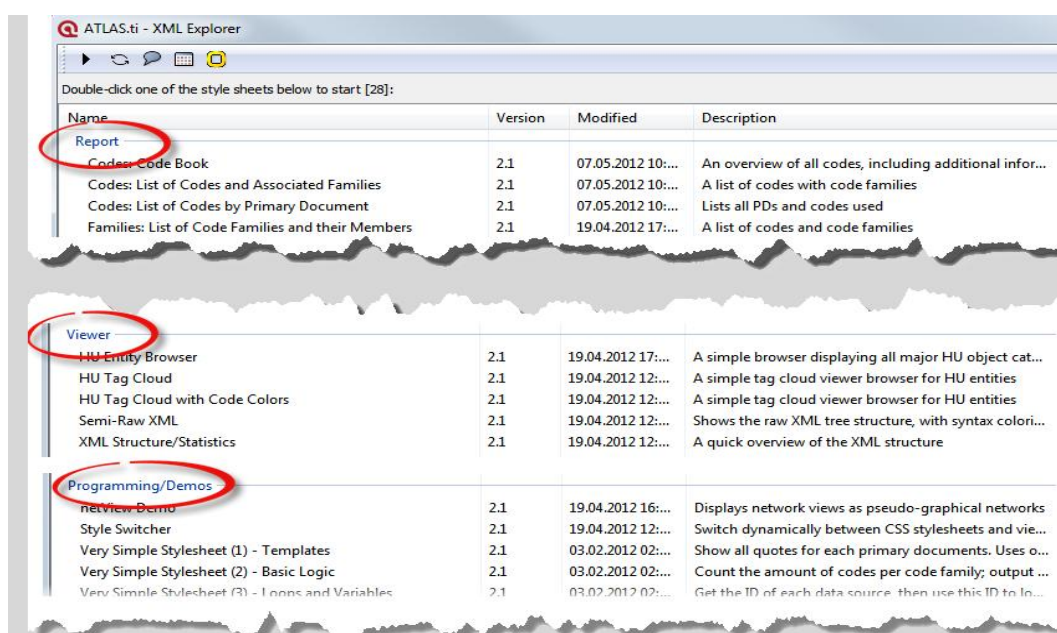 ATLAS.ti - XML Explorer
Double-click one of the style sheets below to start [28]:
Name Version Modified Description
Report
Codes: Code Book 2.1 07.05.2012 10:... An overview of all codes, including additional infor...
Codes: List of Codes and Associated Families 2.1 07.05.2012 10:... A list of codes with code families
Codes: List of Codes by Primary Document 2.1 07.05.2012 10:... Lists all PDs and codes used
Families: List of Code Families and their Members 2.1 19.04.2012 17:... A list of codes and code families
Viewer
HU Entity Browser 2.1 19.04.2012 17:... A simple browser displaying all major HU object cat...
HU Tag Cloud 2.1 19.04.2012 12:... A simple tag cloud viewer browser for HU entities
HU Tag Cloud with Code Colors 2.1 19.04.2012 12:... A simple tag cloud viewer browser for HU entities
Semi-Raw XML 2.1 19.04.2012 12:... Shows the raw XML tree structure, with syntax colori...
XML Structure/Statistics 2.1 19.04.2012 12:... A quick overview of the XML structure
Programming/Demos
netView Demo 2.1 19.04.2012 16:... Displays network views as pseudo-graphical networks
Style Switcher 2.1 19.04.2012 12:... Switch dynamically between CSS stylesheets and vie...
Very Simple Stylesheet (1) - Templates 2.1 03.02.2012 02:... Show all quotes for each primary documents. Uses o...
Very Simple Stylesheet (2) - Basic Logic 2.1 03.02.2012 02:... Count the amount of codes per code family; output ...
Very Simple Stylesheet (3) - Loops and Variables 2.1 03.02.2012 02:... Get the ID of each data source, then use this ID to lo...